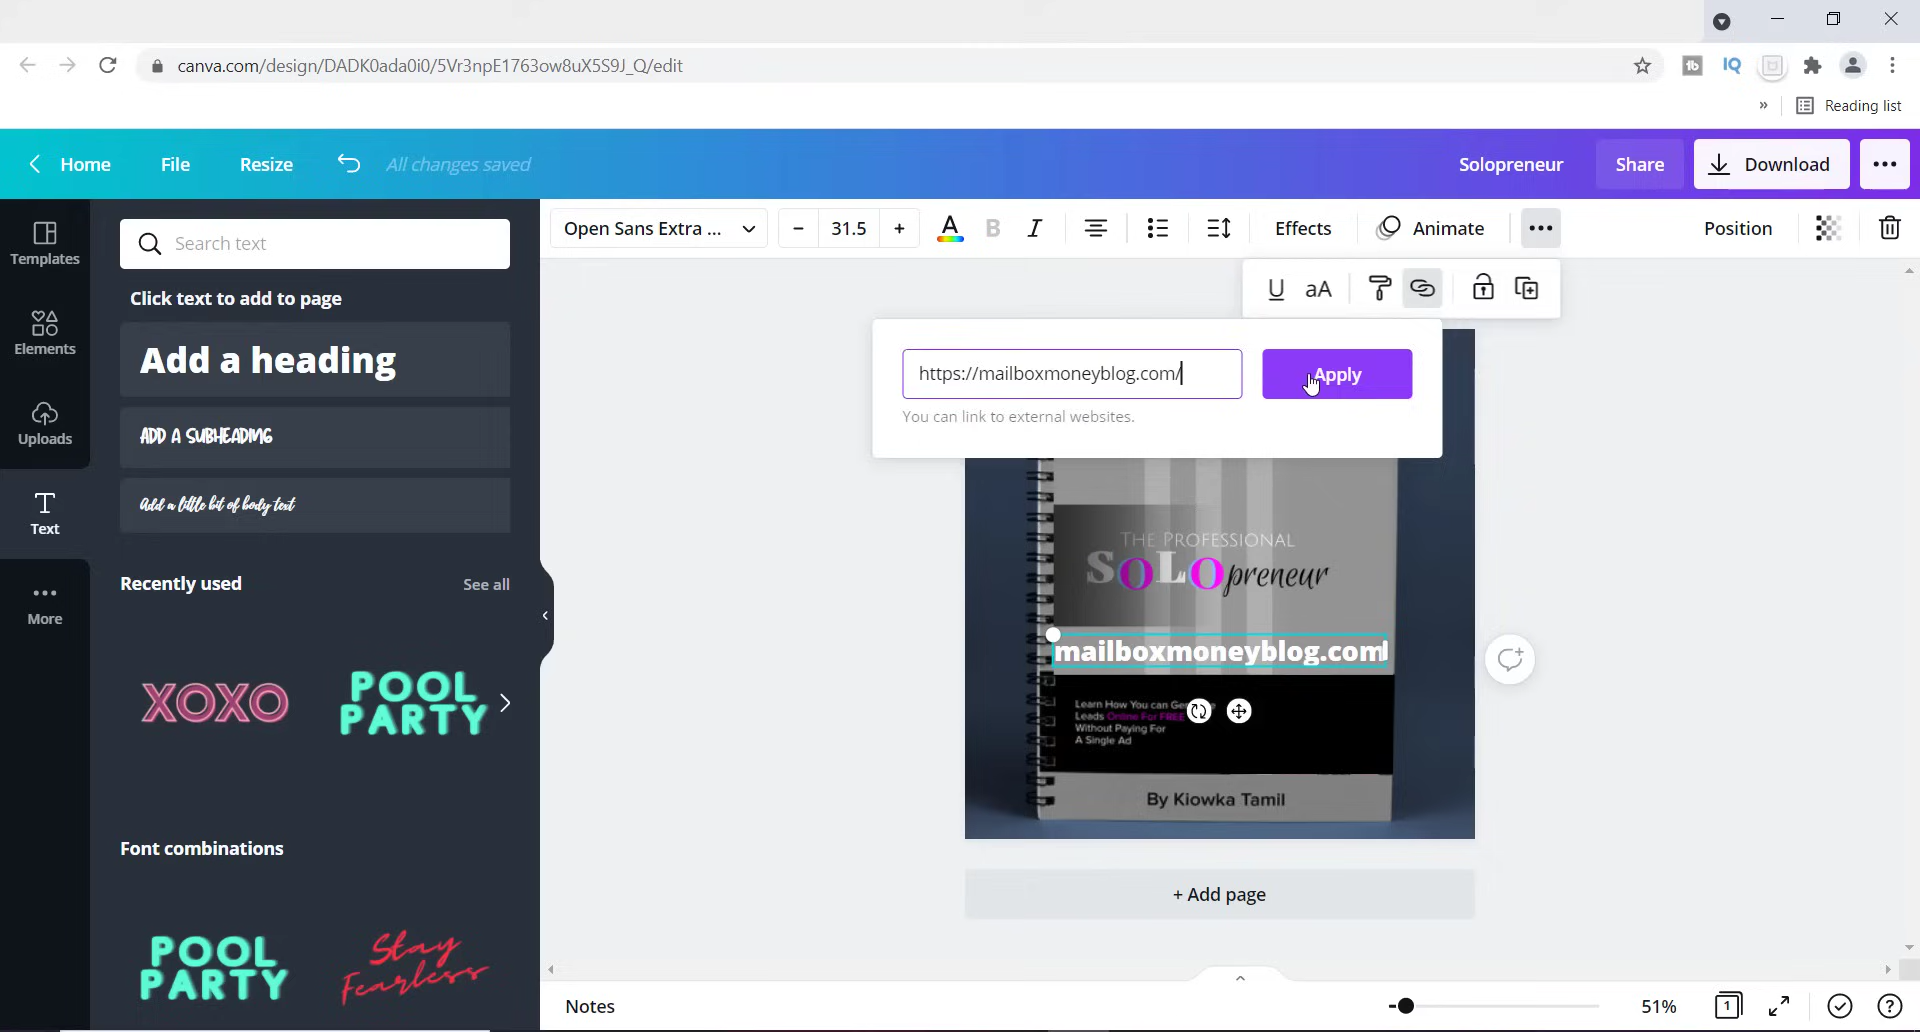 canva.com/design/DADK0ada0i0/5Vr3npE1763ow8uX5S9J_Q/edit
Reading list
Home
File
Resize
All changes saved
Solopreneur
Share
Download
Templates
Elements
Uploads
Text
More
Search text
Click text to add to page
Add a heading
ADD A SUBHEADING
Add a little bit of body text
Recently used
See all
XOXO
POOL PARTY
Font combinations
POOL PARTY
Stay Fearless
Open Sans Extra ...
31.5
Effects
Animate
Position
https://mailboxmoneyblog.com/
Apply
You can link to external websites.
THE PROFESSIONAL
SOLOpreneur
mailboxmoneyblog.com
Learn How You can
Leads Online For FREE
Without Paying For
A Single Ad
By Kiowka Tamil
+ Add page
Notes
51%
1